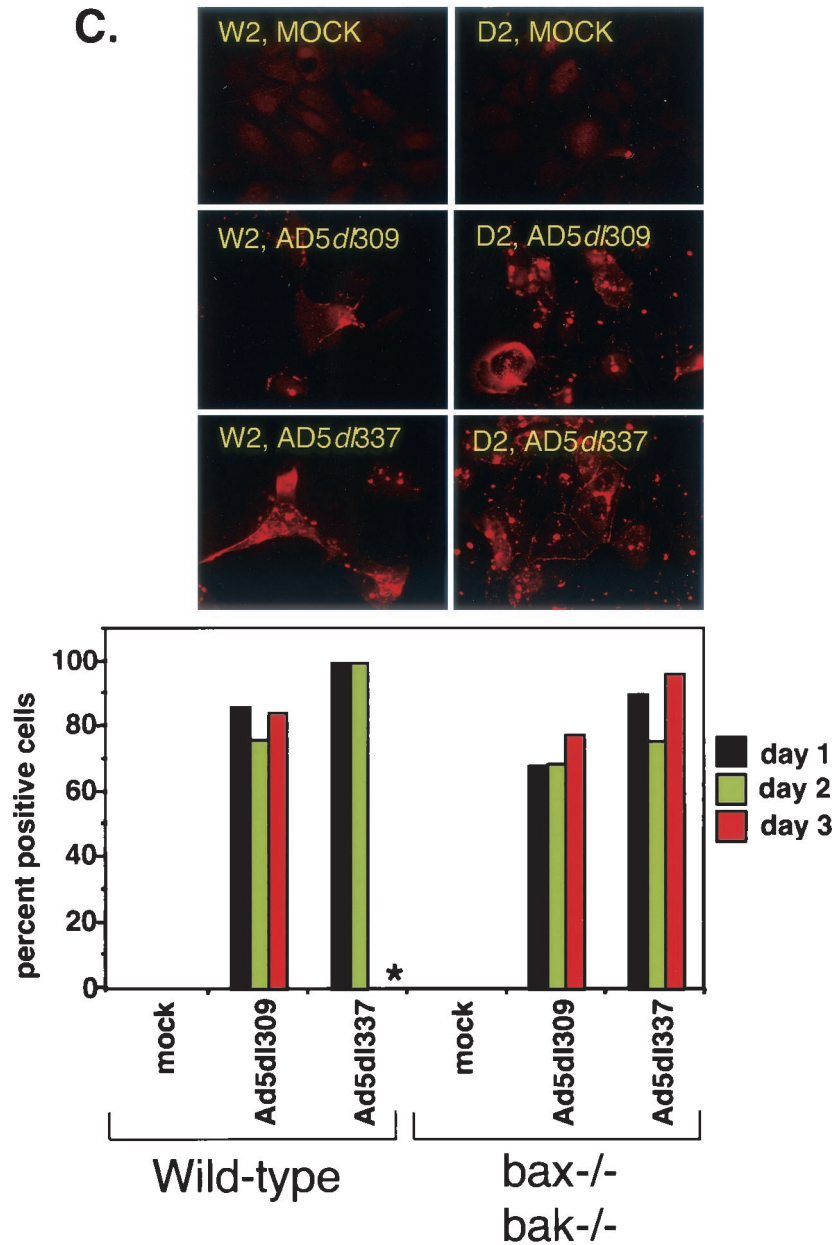 C.
W2, MOCK
D2, MOCK
W2, AD5dl309
D2, AD5dl309
W2, AD5dl337
D2, AD5dl337
percent positive cells
100
80
60
40
20
0
*
day 1
day 2
day 3
mock
Ad5dl309
Ad5dl337
mock
Ad5dl309
Ad5dl337
Wild-type
bax-/-
bak-/-